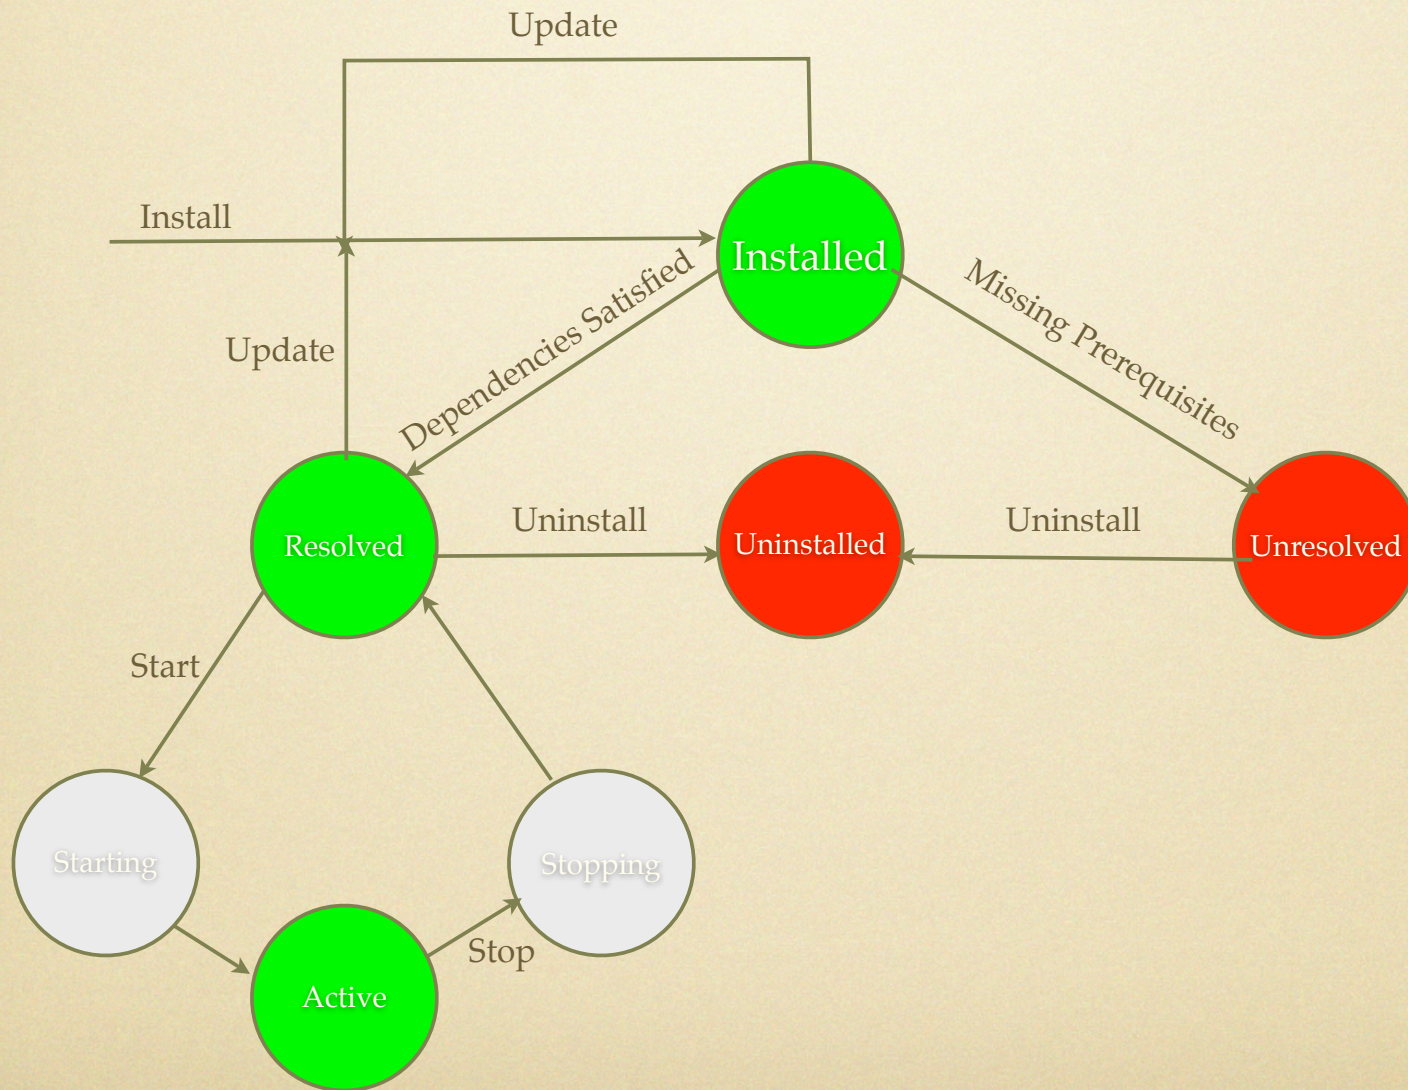 Update
Install
Installed
Update
Dependencies Satisfied
Missing Prerequisites
Resolved
Uninstall
Uninstalled
Uninstall
Unresolved
Start
Starting
Stopping
Stop
Active